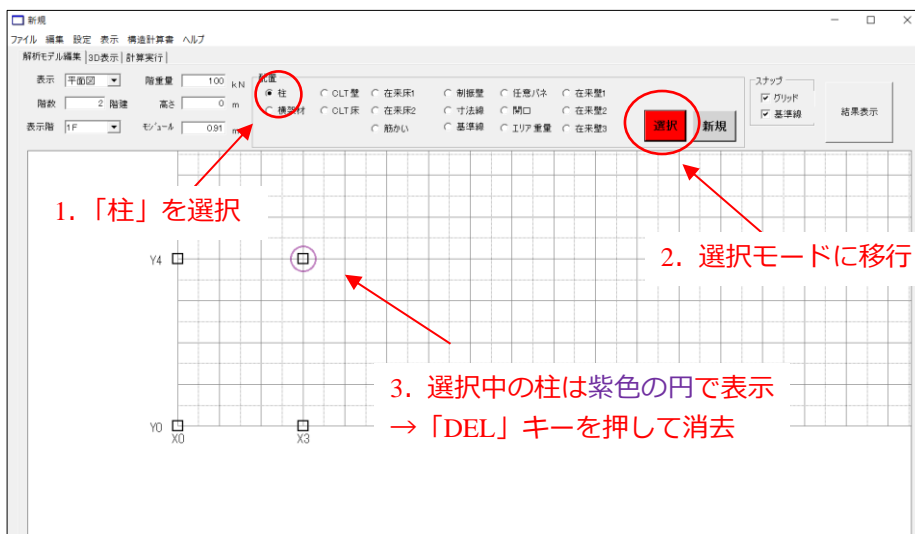 新規
ファイル 編集 設定 表示 構造計算書 ヘルプ
解析モデル編集 3D表示 計算実行
表示 平面図 階重量 100 kN
階数 2 階建 高さ 0 m
表示階 1F モジュール 0.91 m
配置
柱 CLT壁 在来床1 制振壁 任意バネ 在来壁1
横架材 CLT床 在来床2 寸法線 開口 在来壁2
筋かい 基準線 エリア重量 在来壁3
選択 新規
スナップ
グリッド
基準線
結果表示
1. 「柱」を選択
2. 選択モードに移行
Y4
3. 選択中の柱は紫色の円で表示
→「DEL」キーを押して消去
Y0
X0 X3